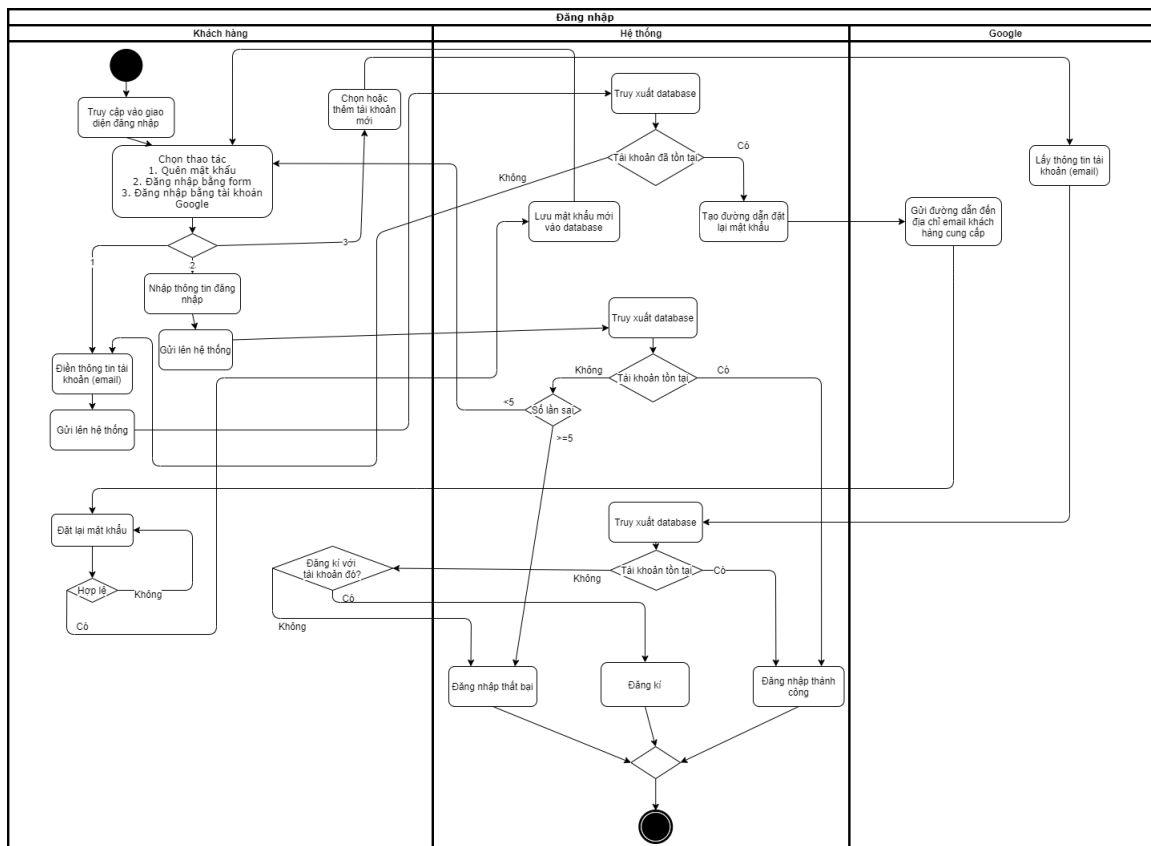 Đăng nhập
Khách hàng
Hệ thống
Google
Truy cập vào giao
diện đăng nhập
Chọn hoặc
thêm tài khoản
mới
Truy xuất database
Chọn thao tác
1. Quên mật khẩu
2. Đăng nhập bằng form
3. Đăng nhập bằng tài khoản
Google
Tài khoản đã tồn tại
Có
Không
Lấy thông tin tài
khoản (email)
Lưu mật khẩu mới
vào database
Tạo đường dẫn đặt
lại mật khẩu
Gửi đường dẫn đến
địa chỉ email khách
hàng cung cấp
1
2
3
Nhập thông tin đăng
nhập
Gửi lên hệ thống
Truy xuất database
Điền thông tin tài
khoản (email)
Không
Tài khoản tồn tại
Có
<5
Số lần sai
>=5
Gửi lên hệ thống
Đặt lại mật khẩu
Truy xuất database
Hợp lệ
Không
Có
Đăng kí với
tài khoản đó?
Không
Tài khoản tồn tại
Có
Có
Không
Đăng nhập thất bại
Đăng kí
Đăng nhập thành
công